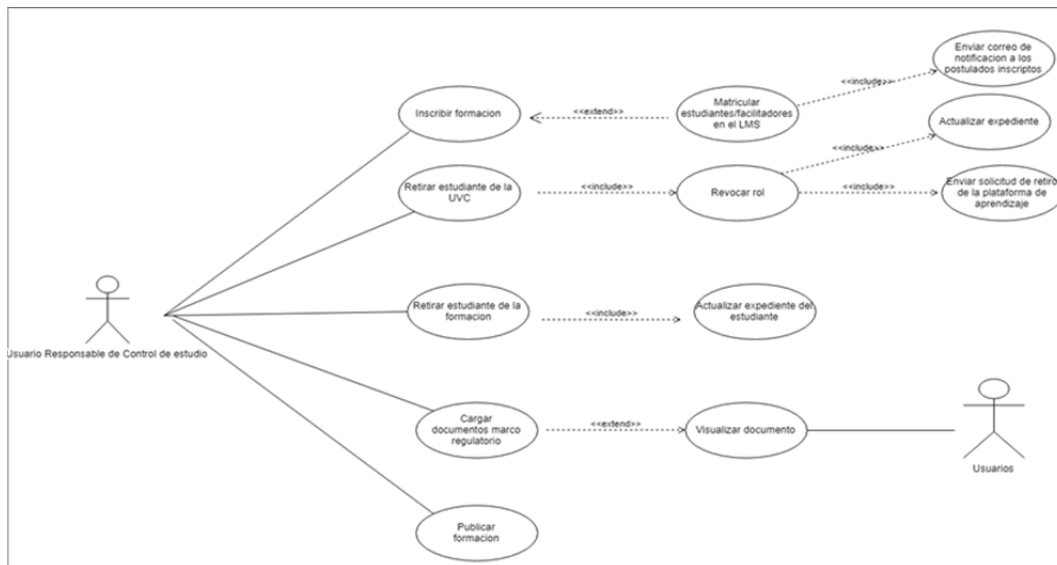 Enviar correo de
notificacion a los
postulados inscriptos
<<include>>
Inscribir formacion
<<extend>>
Matricular
estudiantes/facilitadores
en el LMS
Actualizar expediente
<<include>>
Retirar estudiante de la
UVC
<<include>>
Revocar rol
<<include>>
Enviar solicitud de retiro
de la plataforma de
aprendizaje
Retirar estudiante de la
formacion
<<include>>
Actualizar expediente del
estudiante
Usuario Responsable de Control de estudio
Cargar
documentos marco
regulatorio
<<extend>>
Visualizar documento
Usuarios
Publicar
formacion